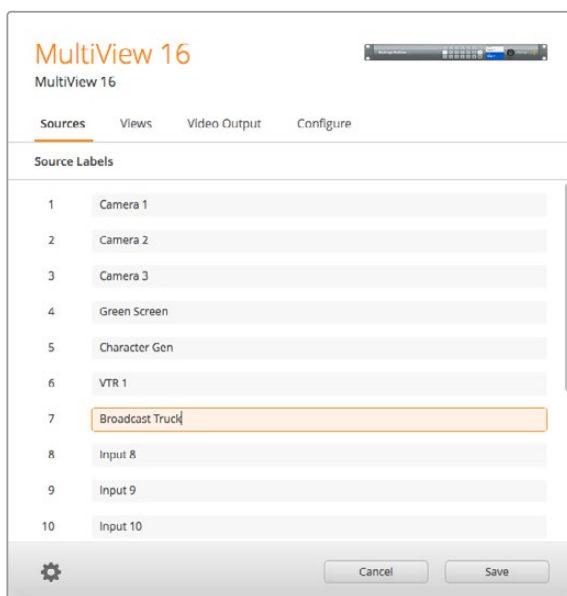 MultiView 16
MultiView 16
Sources Views Video Output Configure
Source Labels
1 Camera 1
2 Camera 2
3 Camera 3
4 Green Screen
5 Character Gen
6 VTR 1
7 Broadcast Truck
8 Input 8
9 Input 9
10 Input 10
Cancel Save